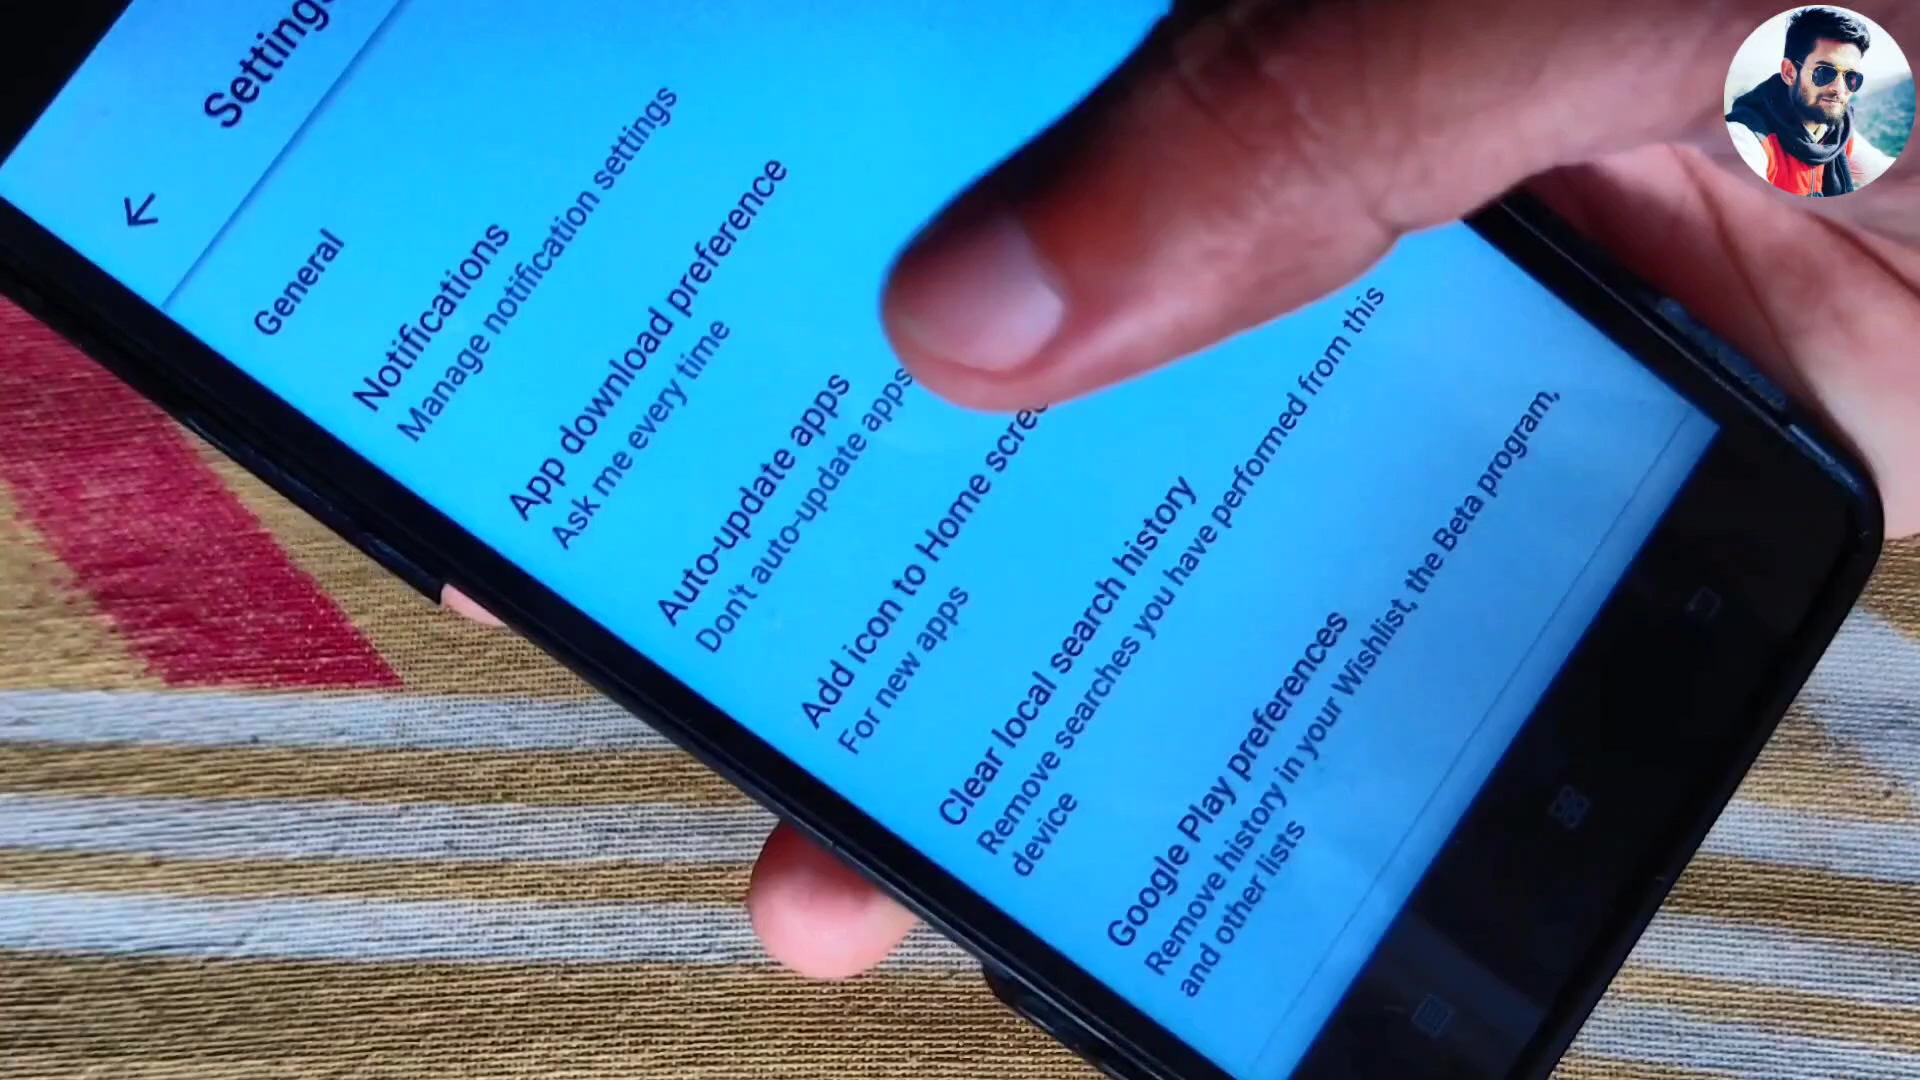 Settings
General
Notifications
Manage notification settings
App download preference
Ask me every time
Auto-update apps
Don't auto-update apps
Add icon to Home
For new apps
Clear local search history
Remove searches you have performed from this
device
Google Play preferences
Remove history in your Wishlist, the Beta program,
and other lists